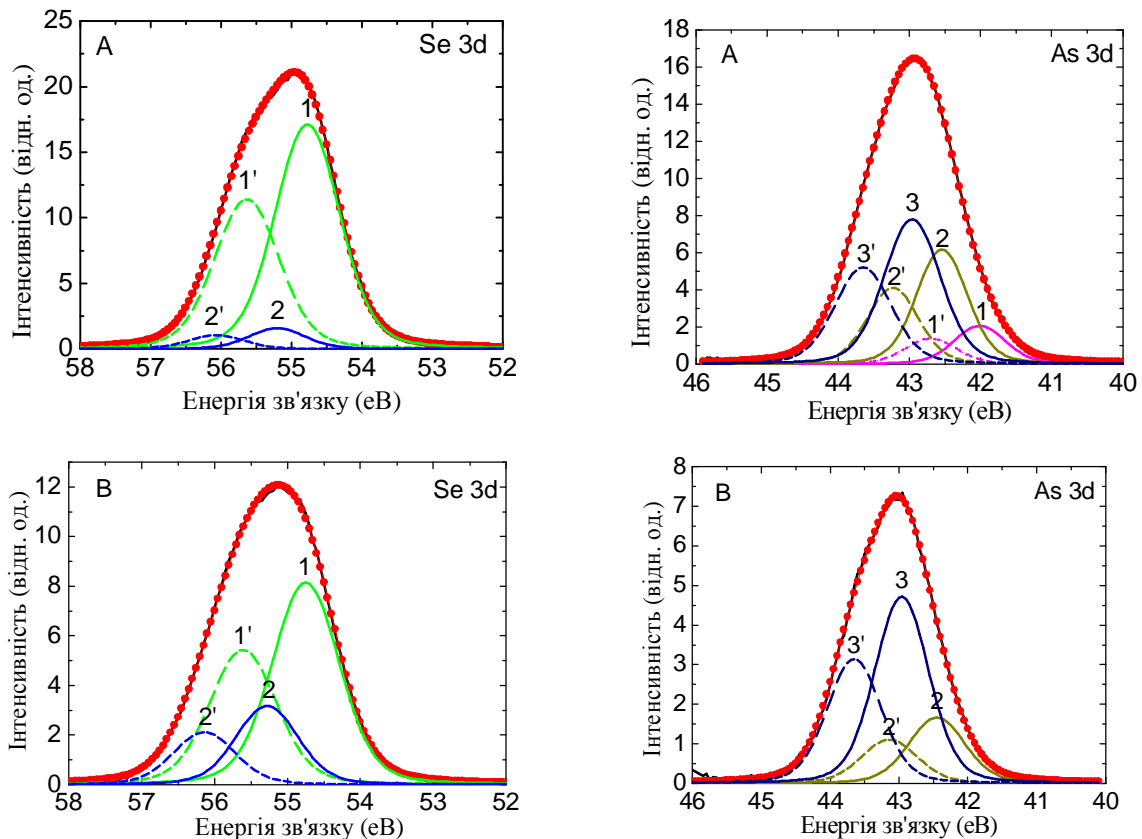 A
Se 3d
Інтенсивність (відн. од.)
25
20
15
10
5
0
1
1'
2
2'
58 57 56 55 54 53 52
Енергія зв'язку (еВ)
A
As 3d
Інтенсивність (відн. од.)
18
16
14
12
10
8
6
4
2
0
3
3'
2
2'
1'
1
46 45 44 43 42 41 40
Енергія зв'язку (еВ)
B
Se 3d
Інтенсивність (відн. од.)
12
10
8
6
4
2
0
1
1'
2
2'
58 57 56 55 54 53 52
Енергія зв'язку (еВ)
B
As 3d
Інтенсивність (відн. од.)
8
7
6
5
4
3
2
1
0
3
3'
2
2'
46 45 44 43 42 41 40
Енергія зв'язку (еВ)